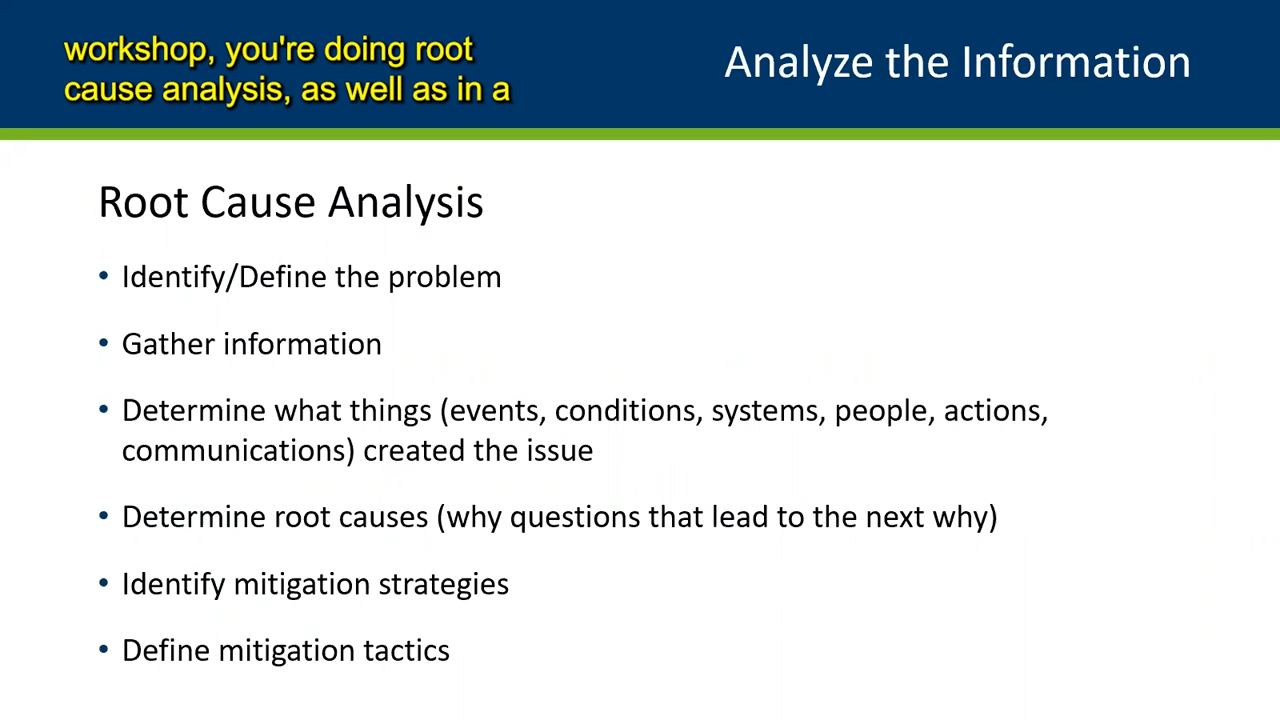 workshop, you're doing root
cause analysis, as well as in a
Analyze the Information
Root Cause Analysis
• Identify/Define the problem
• Gather information
• Determine what things (events, conditions, systems, people, actions,
communications) created the issue
• Determine root causes (why questions that lead to the next why)
• Identify mitigation strategies
• Define mitigation tactics